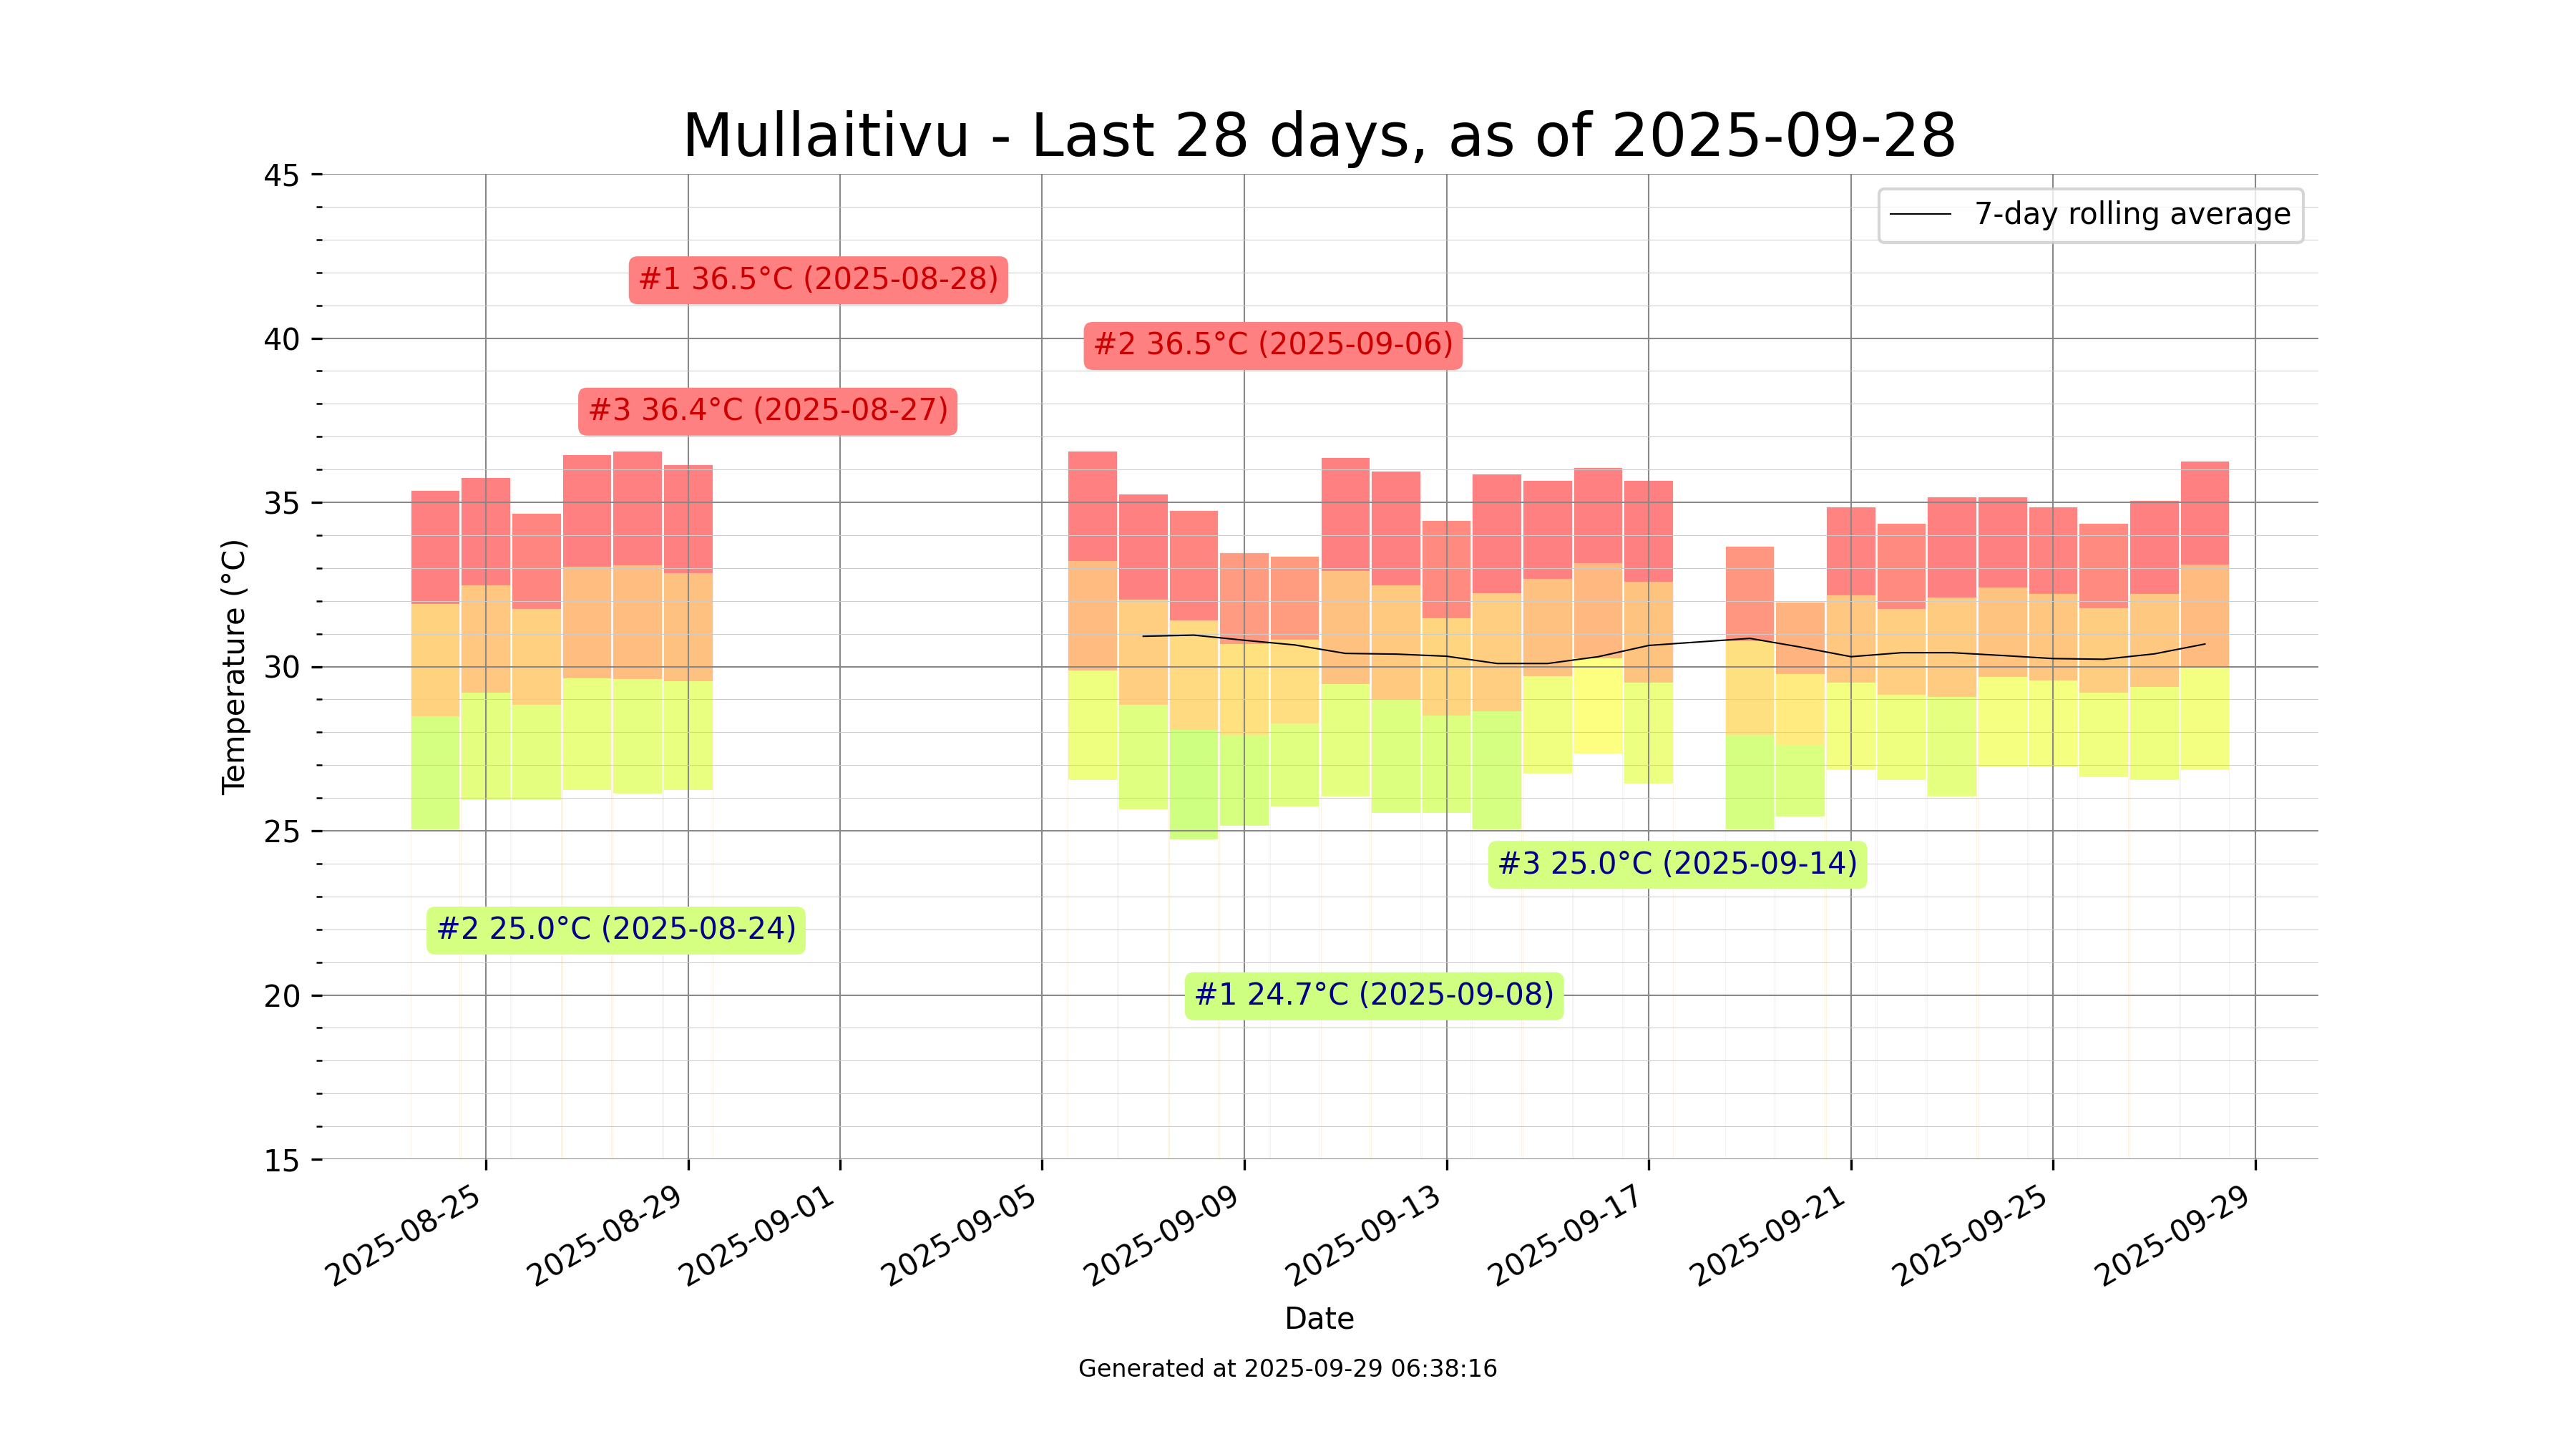 Mullaitivu - Last 28 days, as of 2025-09-28
45
40
35
30
25
20
15
Temperature (°C)
7-day rolling average
#1 36.5°C (2025-08-28)
#2 36.5°C (2025-09-06)
#3 36.4°C (2025-08-27)
#3 25.0°C (2025-09-14)
#2 25.0°C (2025-08-24)
#1 24.7°C (2025-09-08)
2025-08-25
2025-08-29
2025-09-01
2025-09-05
2025-09-09
2025-09-13
2025-09-17
2025-09-21
2025-09-25
2025-09-29
Date
Generated at 2025-09-29 06:38:16